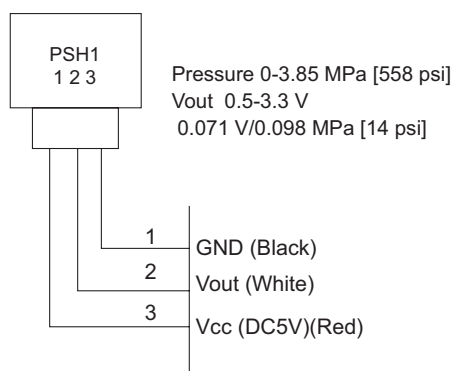 PSH1
1 2 3
Pressure 0-3.85 MPa [558 psi]
Vout 0.5-3.3 V
0.071 V/0.098 MPa [14 psi]
1
GND (Black)
2
Vout (White)
3
Vcc (DC5V)(Red)